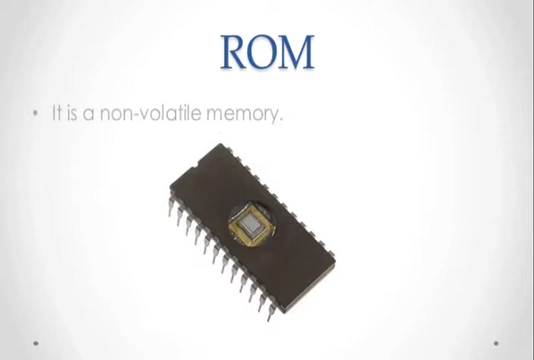 ROM
• It is a non-volatile memory.